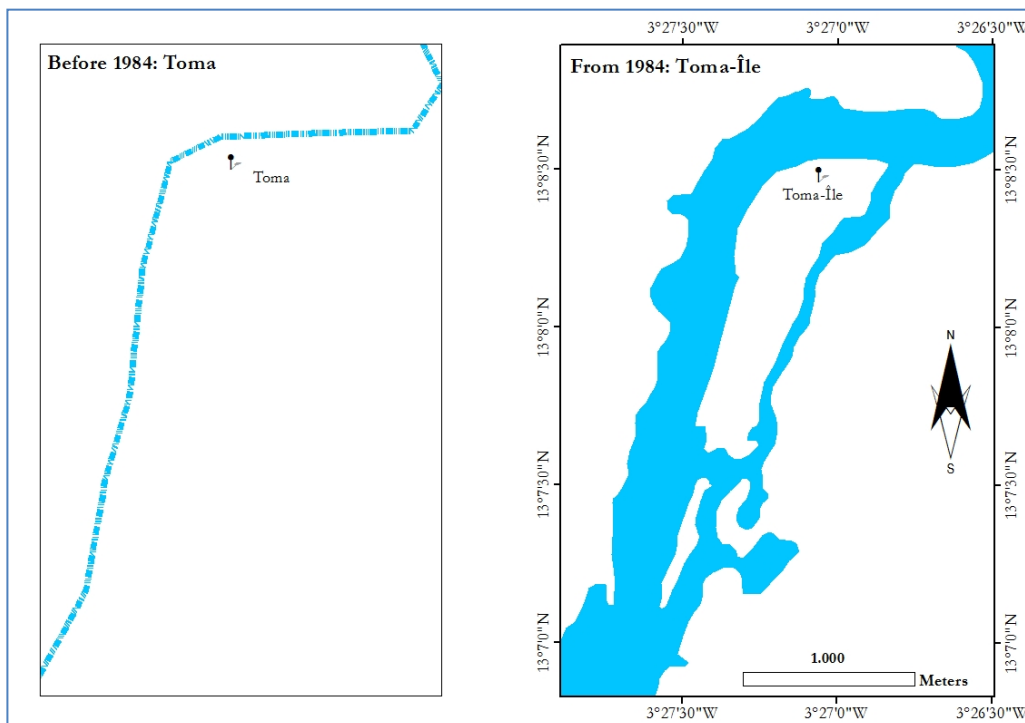 Before 1984: Toma
Toma
3°27'30"W
3°27'0"W
3°26'30"W
From 1984: Toma-Île
Toma-Île
13°8'30"N
13°8'30"N
13°8'0"N
13°8'0"N
N
S
13°7'30"N
13°7'30"N
13°7'0"N
13°7'0"N
1.000
Meters
3°27'30"W
3°27'0"W
3°26'30"W